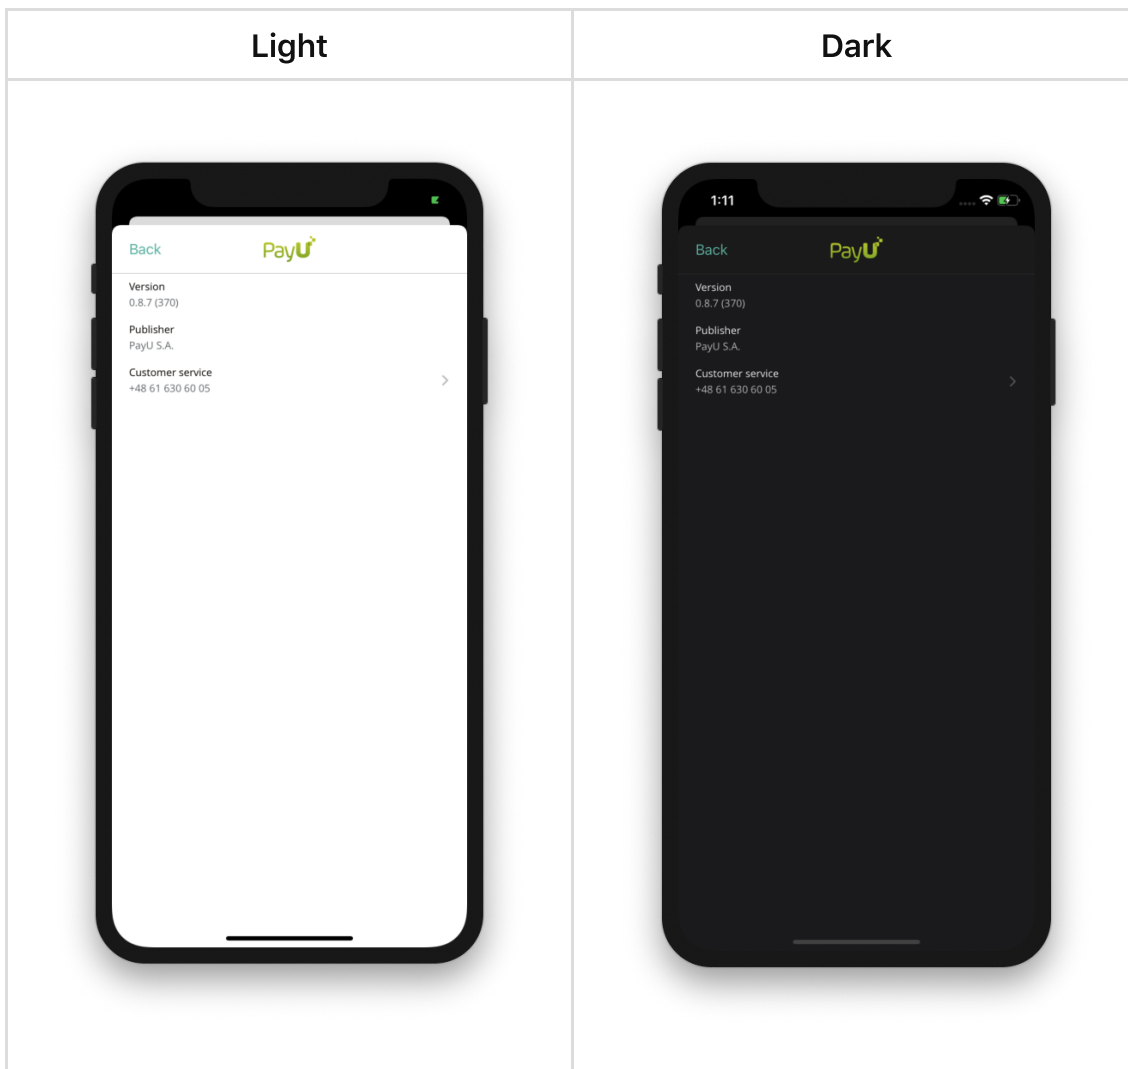 Light
Dark
Back
PayU
Version
0.8.7 (370)
Publisher
PayU S.A.
Customer service
+48 61 630 60 05
1:11
Back
PayU
Version
0.8.7 (370)
Publisher
PayU S.A.
Customer service
+48 61 630 60 05